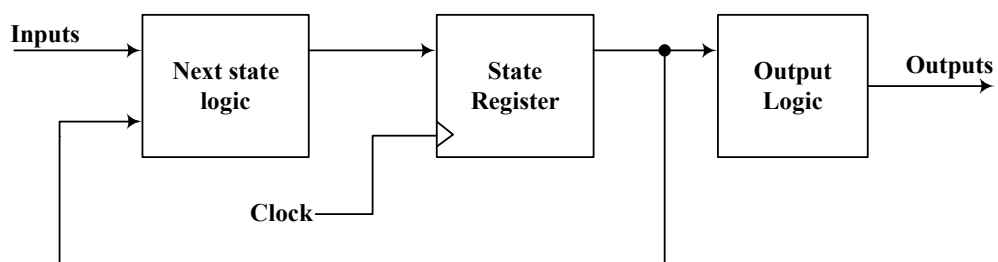 Inputs
Next state
logic
State
Register
Output
Logic
Outputs
Clock